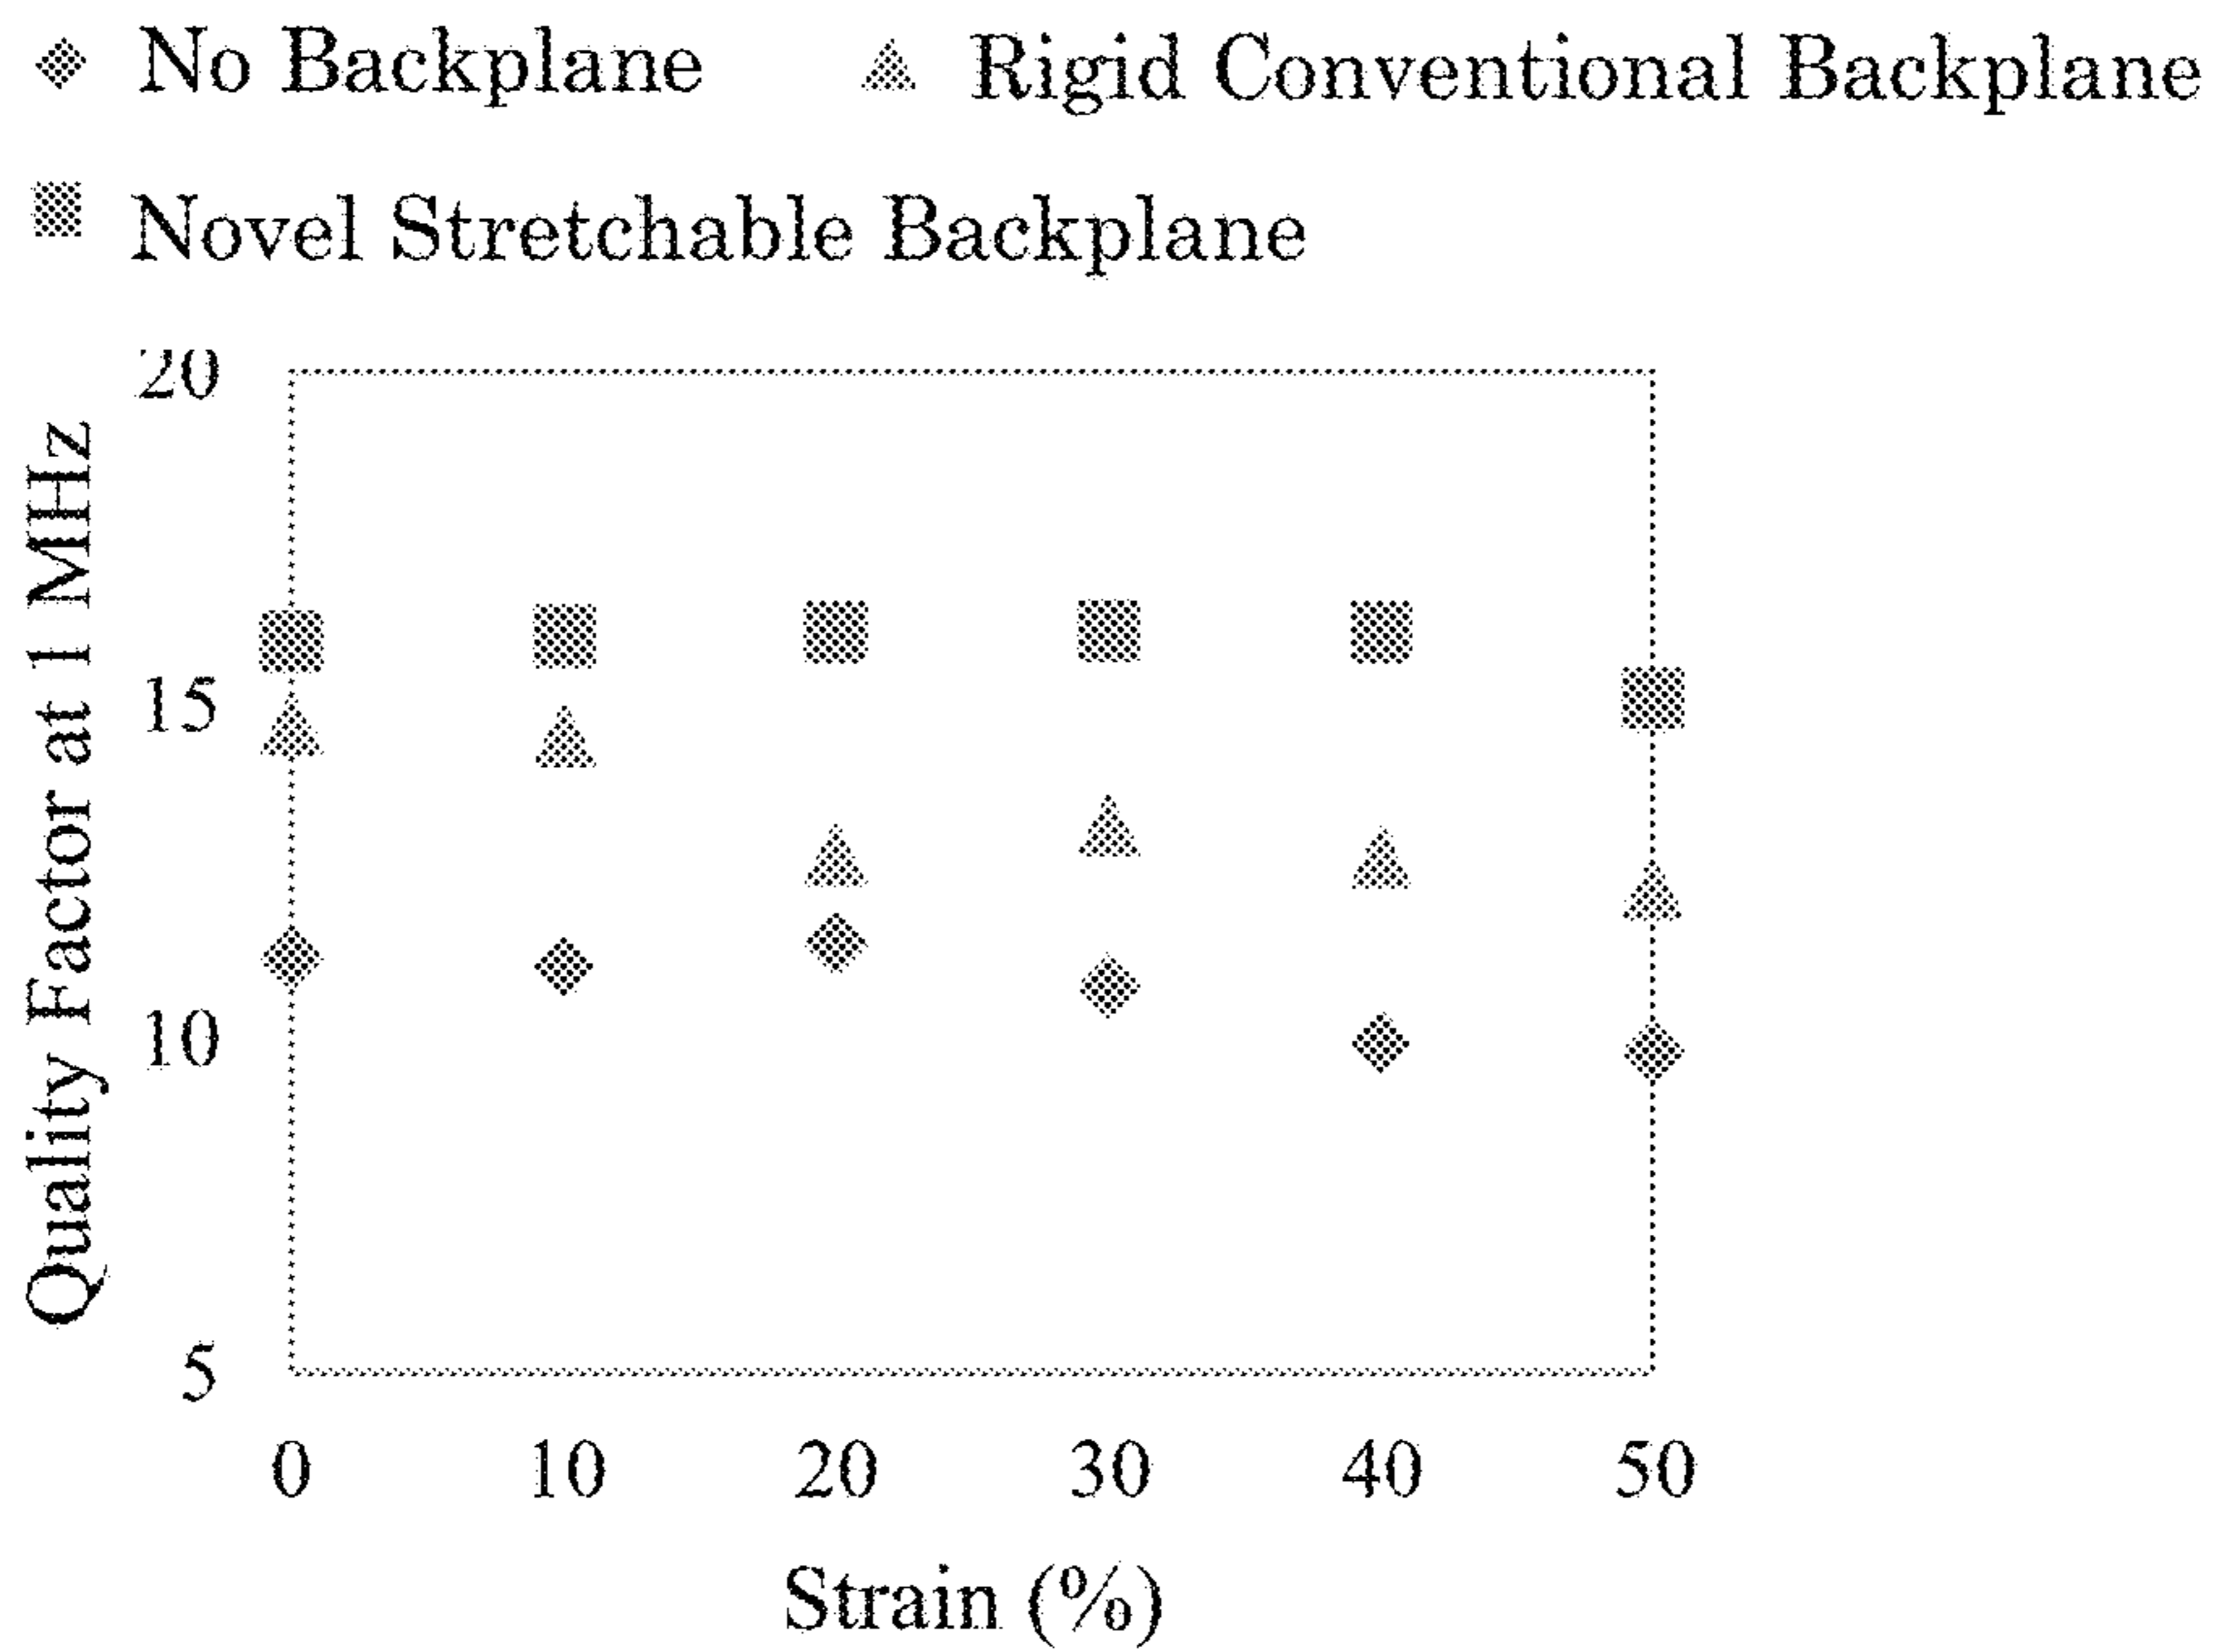 No Backplane
Rigid Conventional Backplane
Novel Stretchable Backplane
20
15
10
5
Quality Factor at 1 MHz
0 10 20 30 40 50
Strain (%)